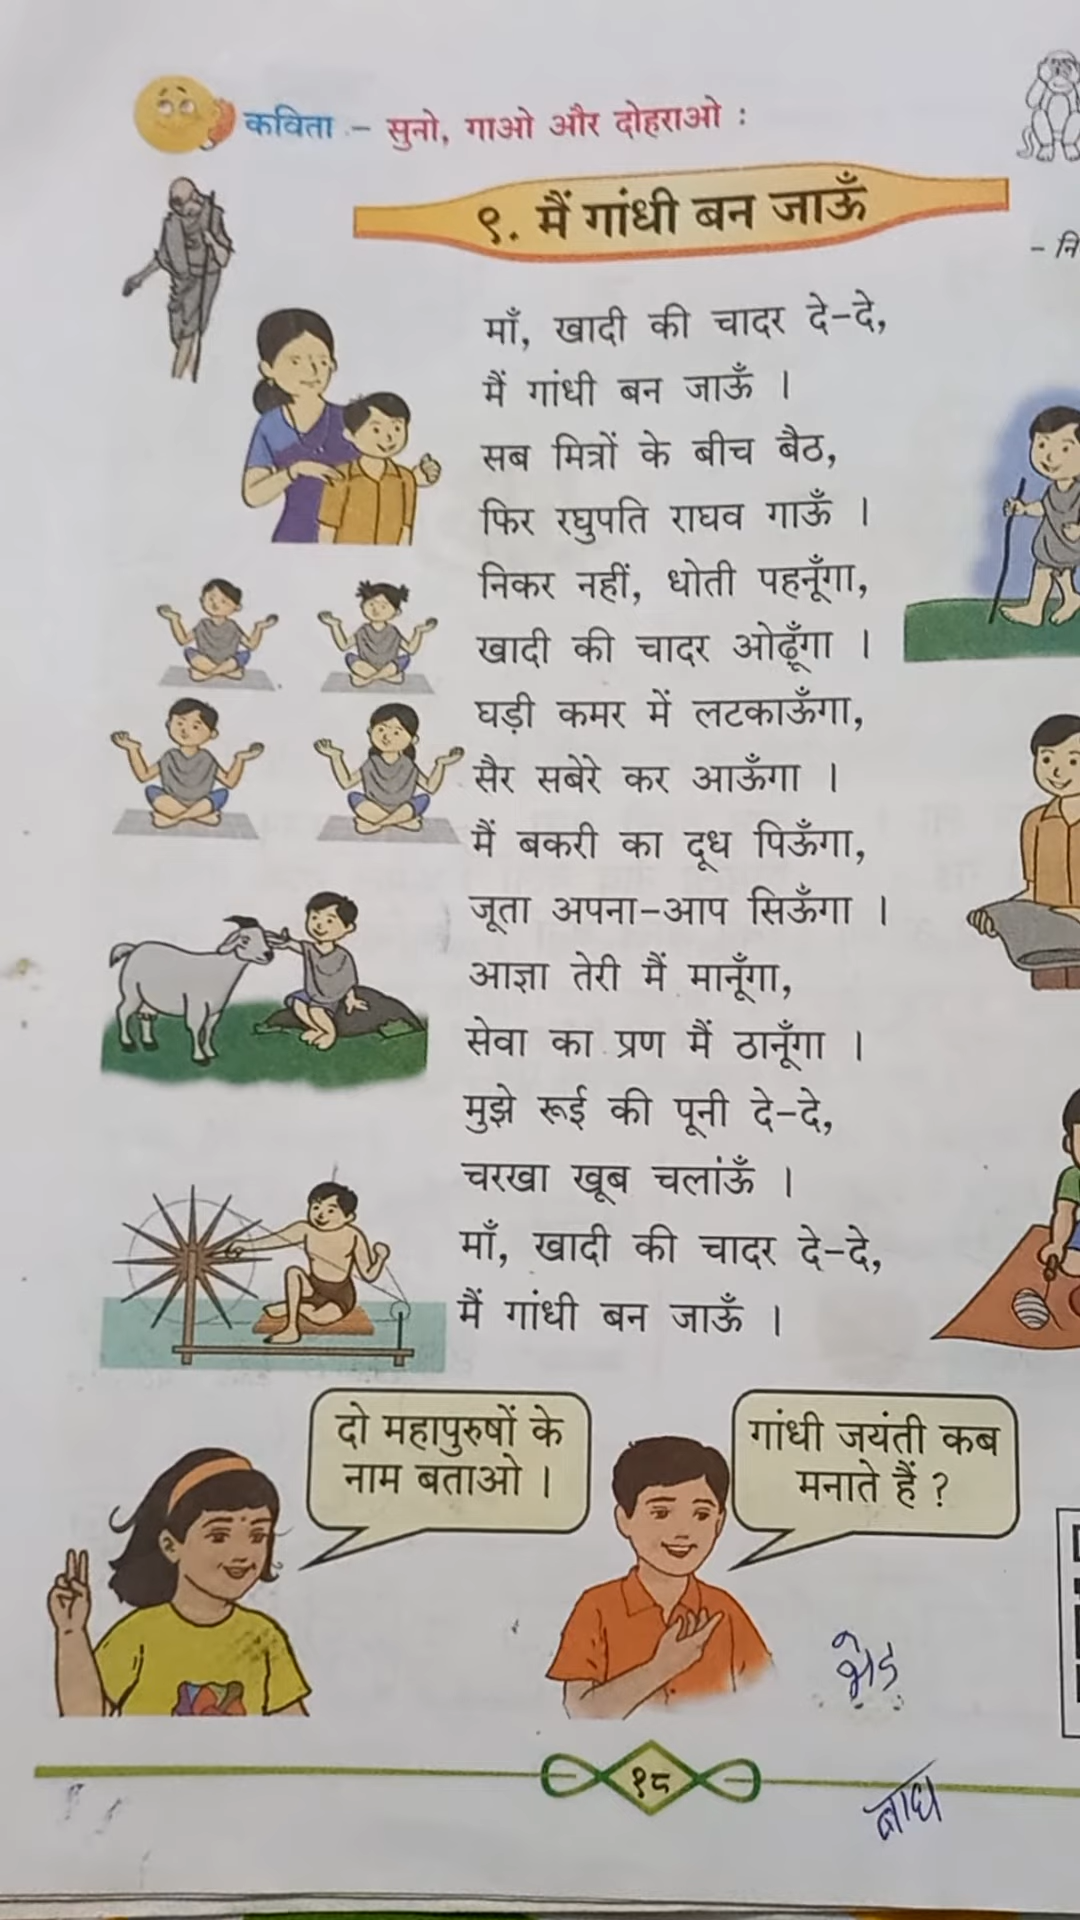 कविता - सुनो, गाओ और दोहराओ :
९. मैं गांधी बन जाऊँ
- नि
माँ, खादी की चादर दे-दे,
मैं गांधी बन जाऊँ ।
सब मित्रों के बीच बैठ,
फिर रघुपति राघव गाऊँ ।
निकर नहीं, धोती पहनूँगा,
खादी की चादर ओढ़ूँगा ।
घड़ी कमर में लटकाऊँगा,
सैर सबेरे कर आऊँगा ।
मैं बकरी का दूध पिऊँगा,
जूता अपना-आप सिऊँगा ।
आज्ञा तेरी मैं मानूँगा,
सेवा का प्रण मैं ठानूँगा ।
मुझे रूई की पूनी दे-दे,
चरखा खूब चलांऊँ ।
माँ, खादी की चादर दे-दे,
मैं गांधी बन जाऊँ ।
दो महापुरुषों के
नाम बताओ ।
गांधी जयंती कब
मनाते हैं ?
१८